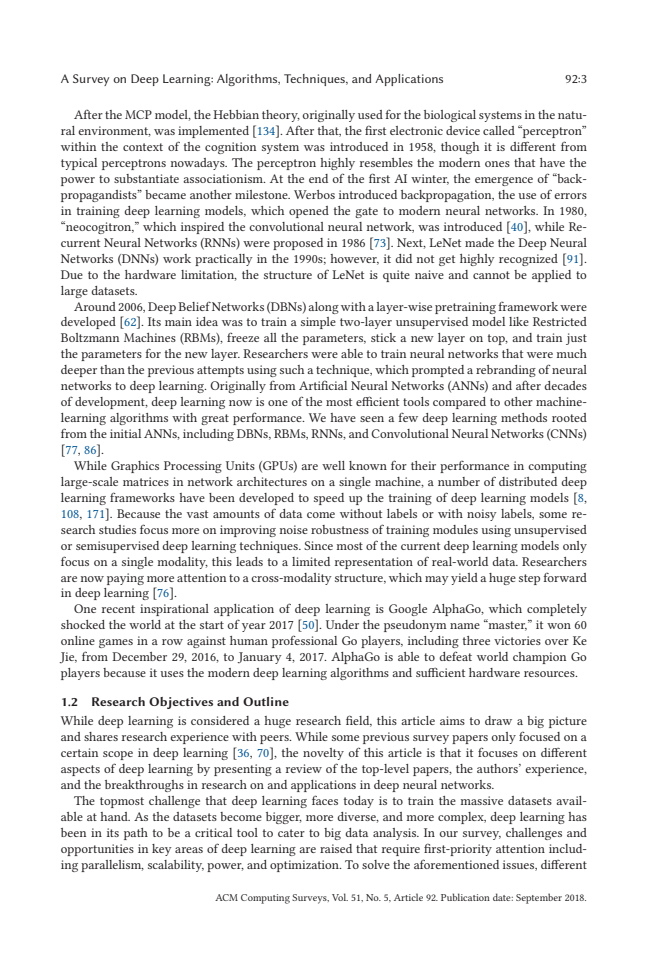 A Survey on Deep Learning: Algorithms, Techniques, and Applications 92:3
After the MCP model, the Hebbian theory, originally used for the biological systems in the natu-
ral environment, was implemented [134]. After that, the first electronic device called “perceptron”
within the context of the cognition system was introduced in 1958, though it is different from
typical perceptrons nowadays. The perceptron highly resembles the modern ones that have the
power to substantiate associationism. At the end of the first AI winter, the emergence of “back-
propagandists” became another milestone. Werbos introduced backpropagation, the use of errors
in training deep learning models, which opened the gate to modern neural networks. In 1980,
“neocogitron,” which inspired the convolutional neural network, was introduced [40], while Re-
current Neural Networks (RNNs) were proposed in 1986 [73]. Next, LeNet made the Deep Neural
Networks (DNNs) work practically in the 1990s; however, it did not get highly recognized [91].
Due to the hardware limitation, the structure of LeNet is quite naive and cannot be applied to
large datasets.
Around 2006, Deep Belief Networks (DBNs) along with a layer-wise pretraining framework were
developed [62]. Its main idea was to train a simple two-layer unsupervised model like Restricted
Boltzmann Machines (RBMs), freeze all the parameters, stick a new layer on top, and train just
the parameters for the new layer. Researchers were able to train neural networks that were much
deeper than the previous attempts using such a technique, which prompted a rebranding of neural
networks to deep learning. Originally from Artificial Neural Networks (ANNs) and after decades
of development, deep learning now is one of the most efficient tools compared to other machine-
learning algorithms with great performance. We have seen a few deep learning methods rooted
from the initial ANNs, including DBNs, RBMs, RNNs, and Convolutional Neural Networks (CNNs)
[77, 86].
While Graphics Processing Units (GPUs) are well known for their performance in computing
large-scale matrices in network architectures on a single machine, a number of distributed deep
learning frameworks have been developed to speed up the training of deep learning models [8,
108, 171]. Because the vast amounts of data come without labels or with noisy labels, some re-
search studies focus more on improving noise robustness of training modules using unsupervised
or semisupervised deep learning techniques. Since most of the current deep learning models only
focus on a single modality, this leads to a limited representation of real-world data. Researchers
are now paying more attention to a cross-modality structure, which may yield a huge step forward
in deep learning [76].
One recent inspirational application of deep learning is Google AlphaGo, which completely
shocked the world at the start of year 2017 [50]. Under the pseudonym name “master,” it won 60
online games in a row against human professional Go players, including three victories over Ke
Jie, from December 29, 2016, to January 4, 2017. AlphaGo is able to defeat world champion Go
players because it uses the modern deep learning algorithms and sufficient hardware resources.
1.2 Research Objectives and Outline
While deep learning is considered a huge research field, this article aims to draw a big picture
and shares research experience with peers. While some previous survey papers only focused on a
certain scope in deep learning [36, 70], the novelty of this article is that it focuses on different
aspects of deep learning by presenting a review of the top-level papers, the authors’ experience,
and the breakthroughs in research on and applications in deep neural networks.
The topmost challenge that deep learning faces today is to train the massive datasets avail-
able at hand. As the datasets become bigger, more diverse, and more complex, deep learning has
been in its path to be a critical tool to cater to big data analysis. In our survey, challenges and
opportunities in key areas of deep learning are raised that require first-priority attention includ-
ing parallelism, scalability, power, and optimization. To solve the aforementioned issues, different
ACM Computing Surveys, Vol. 51, No. 5, Article 92. Publication date: September 2018.